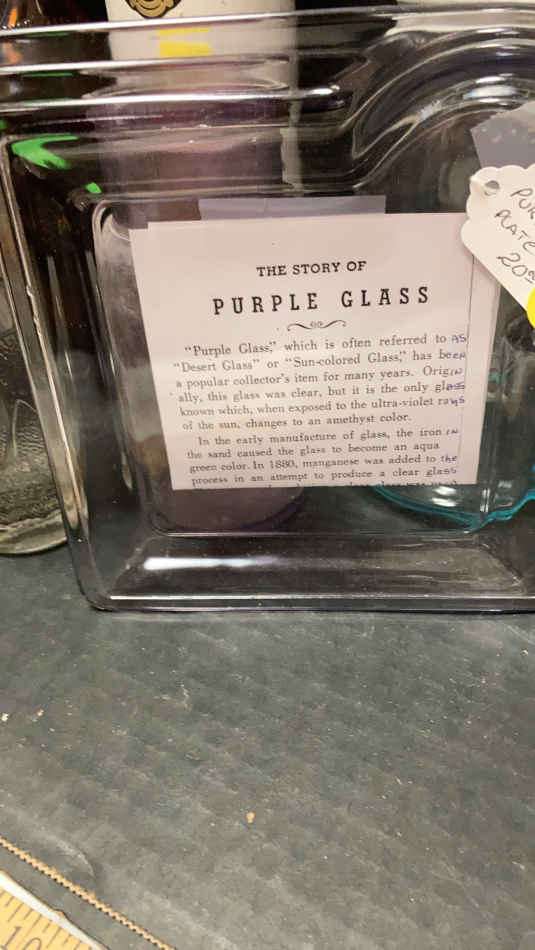 THE STORY OF
PURPLE GLASS
"Purple Glass," which is often referred to as
"Desert Glass" or "Sun-colored Glass," has been
a popular collector's item for many years. Origin
ally, this glass was clear, but it is the only glass
known which, when exposed to the ultra-violet rays
of the sun, changes to an amethyst color.
In the early manufacture of glass, the iron in
the sand caused the glass to become an aqua
green color. In 1880, manganese was added to the
process in an attempt to produce a clear glass
PLATE
20
10